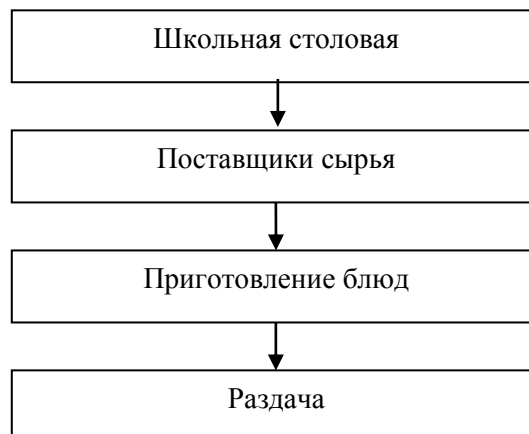 Школьная столовая
Поставщики сырья
Приготовление блюд
Раздача